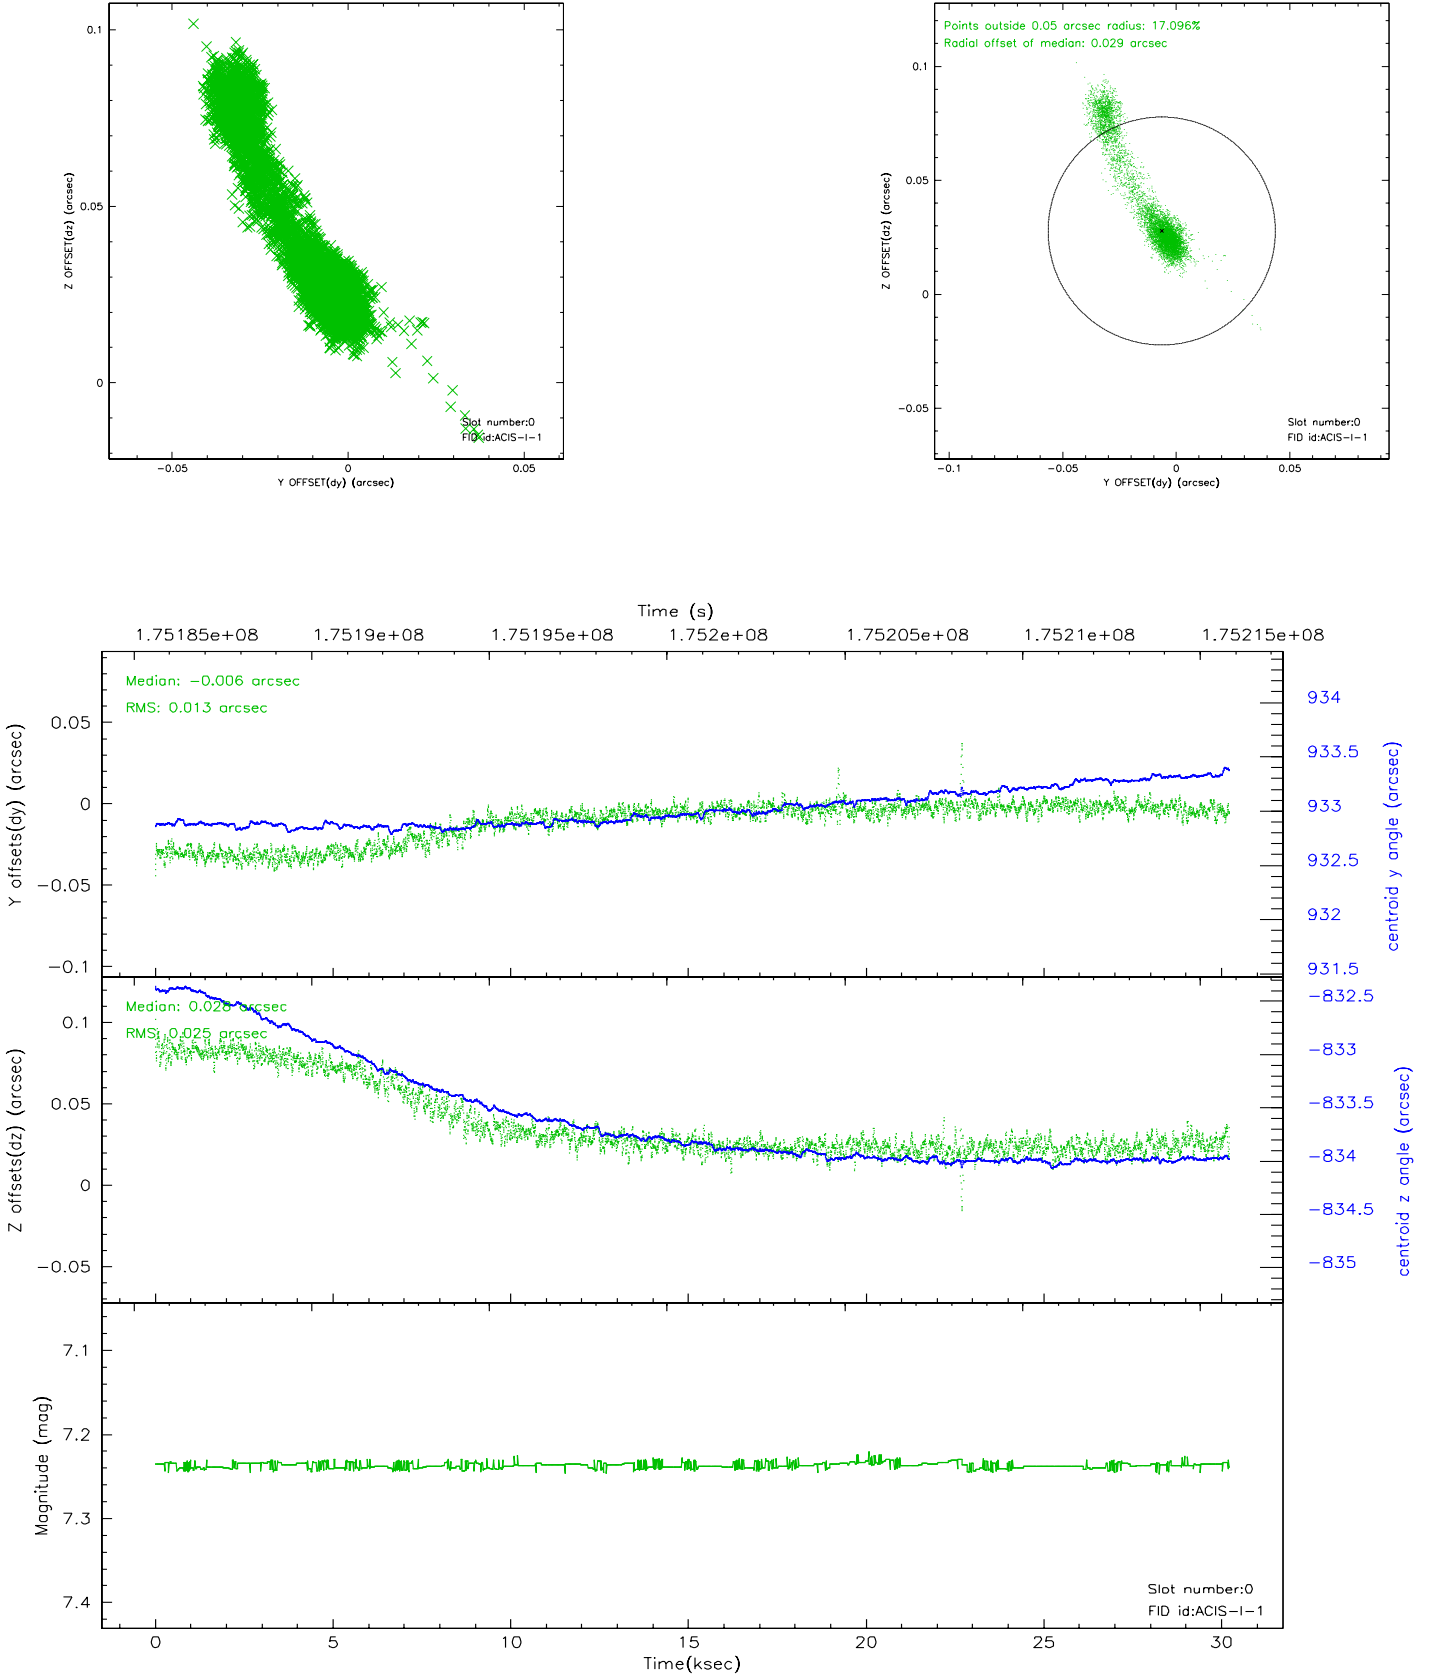 0.1
0.05
0
Z OFFSET(dz) (arcsec)
Slot number:0
FID id:ACIS-I-1
-0.05
0
0.05
Y OFFSET(dy) (arcsec)
Points outside 0.05 arcsec radius: 17.096%
Radial offset of median: 0.029 arcsec
0.1
0.05
0
-0.05
Z OFFSET(dz) (arcsec)
Slot number:0
FID id:ACIS-I-1
-0.1
-0.05
0
0.05
Y OFFSET(dy) (arcsec)
Time (s)
1.75185e+08
1.7519e+08
1.75195e+08
1.752e+08
1.75205e+08
1.7521e+08
1.75215e+08
Median: -0.006 arcsec
RMS: 0.013 arcsec
0.05
0
-0.05
-0.1
Y offsets(dy) (arcsec)
934
933.5
933
932.5
932
931.5
centroid y angle (arcsec)
Median: 0.028 arcsec
RMS: 0.025 arcsec
0.1
0.05
0
-0.05
Z offsets(dz) (arcsec)
-832.5
-833
-833.5
-834
-834.5
-835
centroid z angle (arcsec)
7.1
7.2
7.3
7.4
Magnitude (mag)
Slot number:0
FID id:ACIS-I-1
0
5
10
15
20
25
30
Time(ksec)